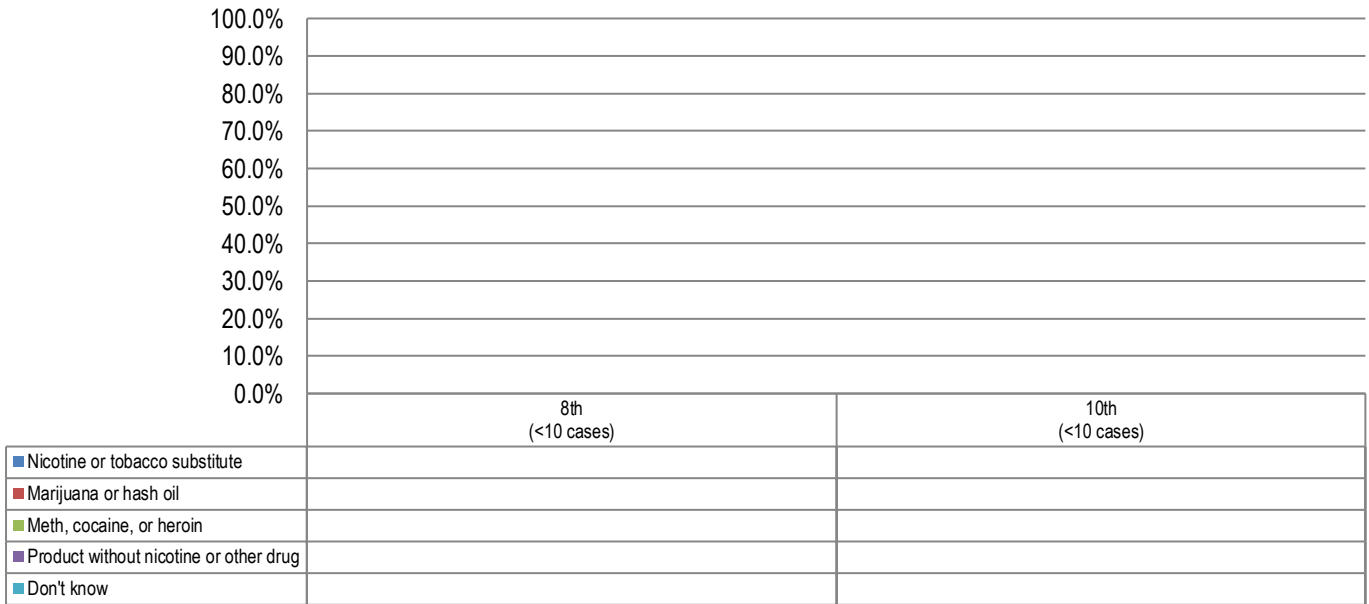 100.0%
90.0%
80.0%
70.0%
60.0%
50.0%
40.0%
30.0%
20.0%
10.0%
0.0%
8th 10th
(<10 cases) (<10 cases)
Nicotine or tobacco substitute
Marijuana or hash oil
Meth, cocaine, or heroin
Product without nicotine or other drug
Don't know